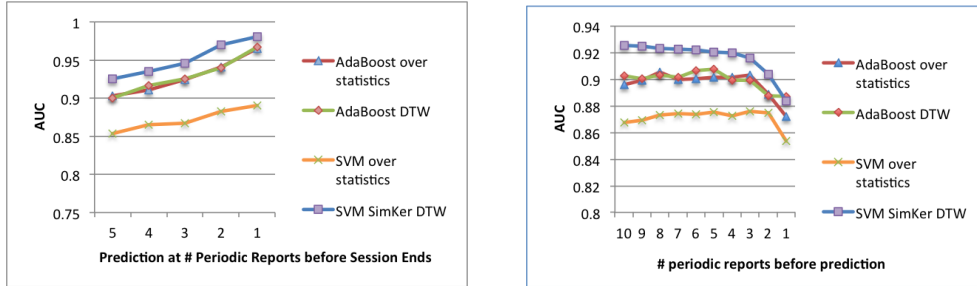 1
0.95
0.9
0.85
0.8
0.75
AUC
5 4 3 2 1
Prediction at # Periodic Reports before Session Ends
AdaBoost over
statistics
AdaBoost DTW
SVM over
statistics
SVM SimKer DTW
0.94
0.92
0.9
0.88
0.86
0.84
0.82
0.8
AUC
10 9 8 7 6 5 4 3 2 1
# periodic reports before prediction
AdaBoost over
statistics
AdaBoost DTW
SVM over
statistics
SVM SimKer DTW